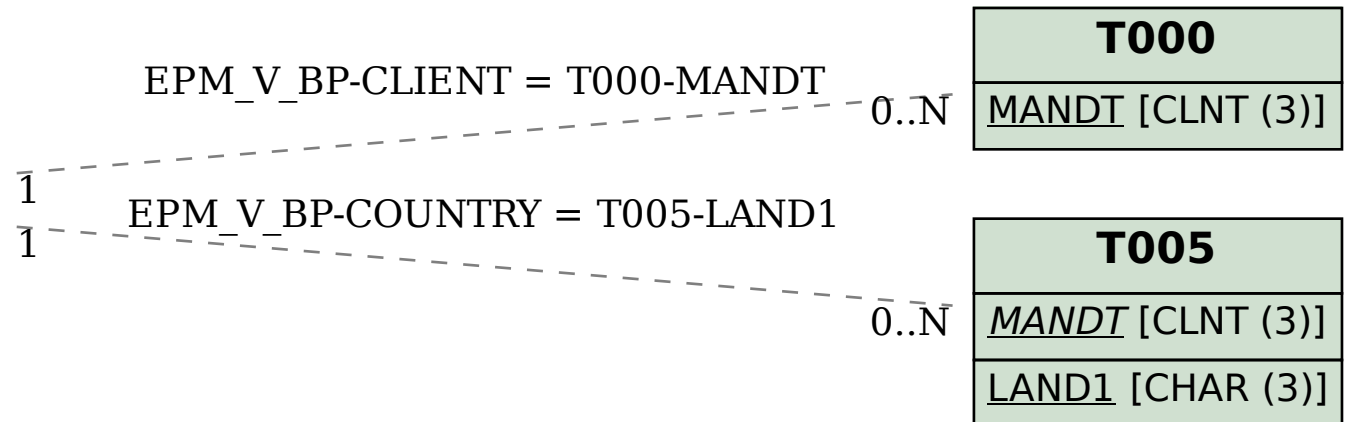 T000
EPM_V_BP-CLIENT = T000-MANDT
0..N
MANDT [CLNT (3)]
1
EPM_V_BP-COUNTRY = T005-LAND1
1
T005
0..N
MANDT [CLNT (3)]
LAND1 [CHAR (3)]